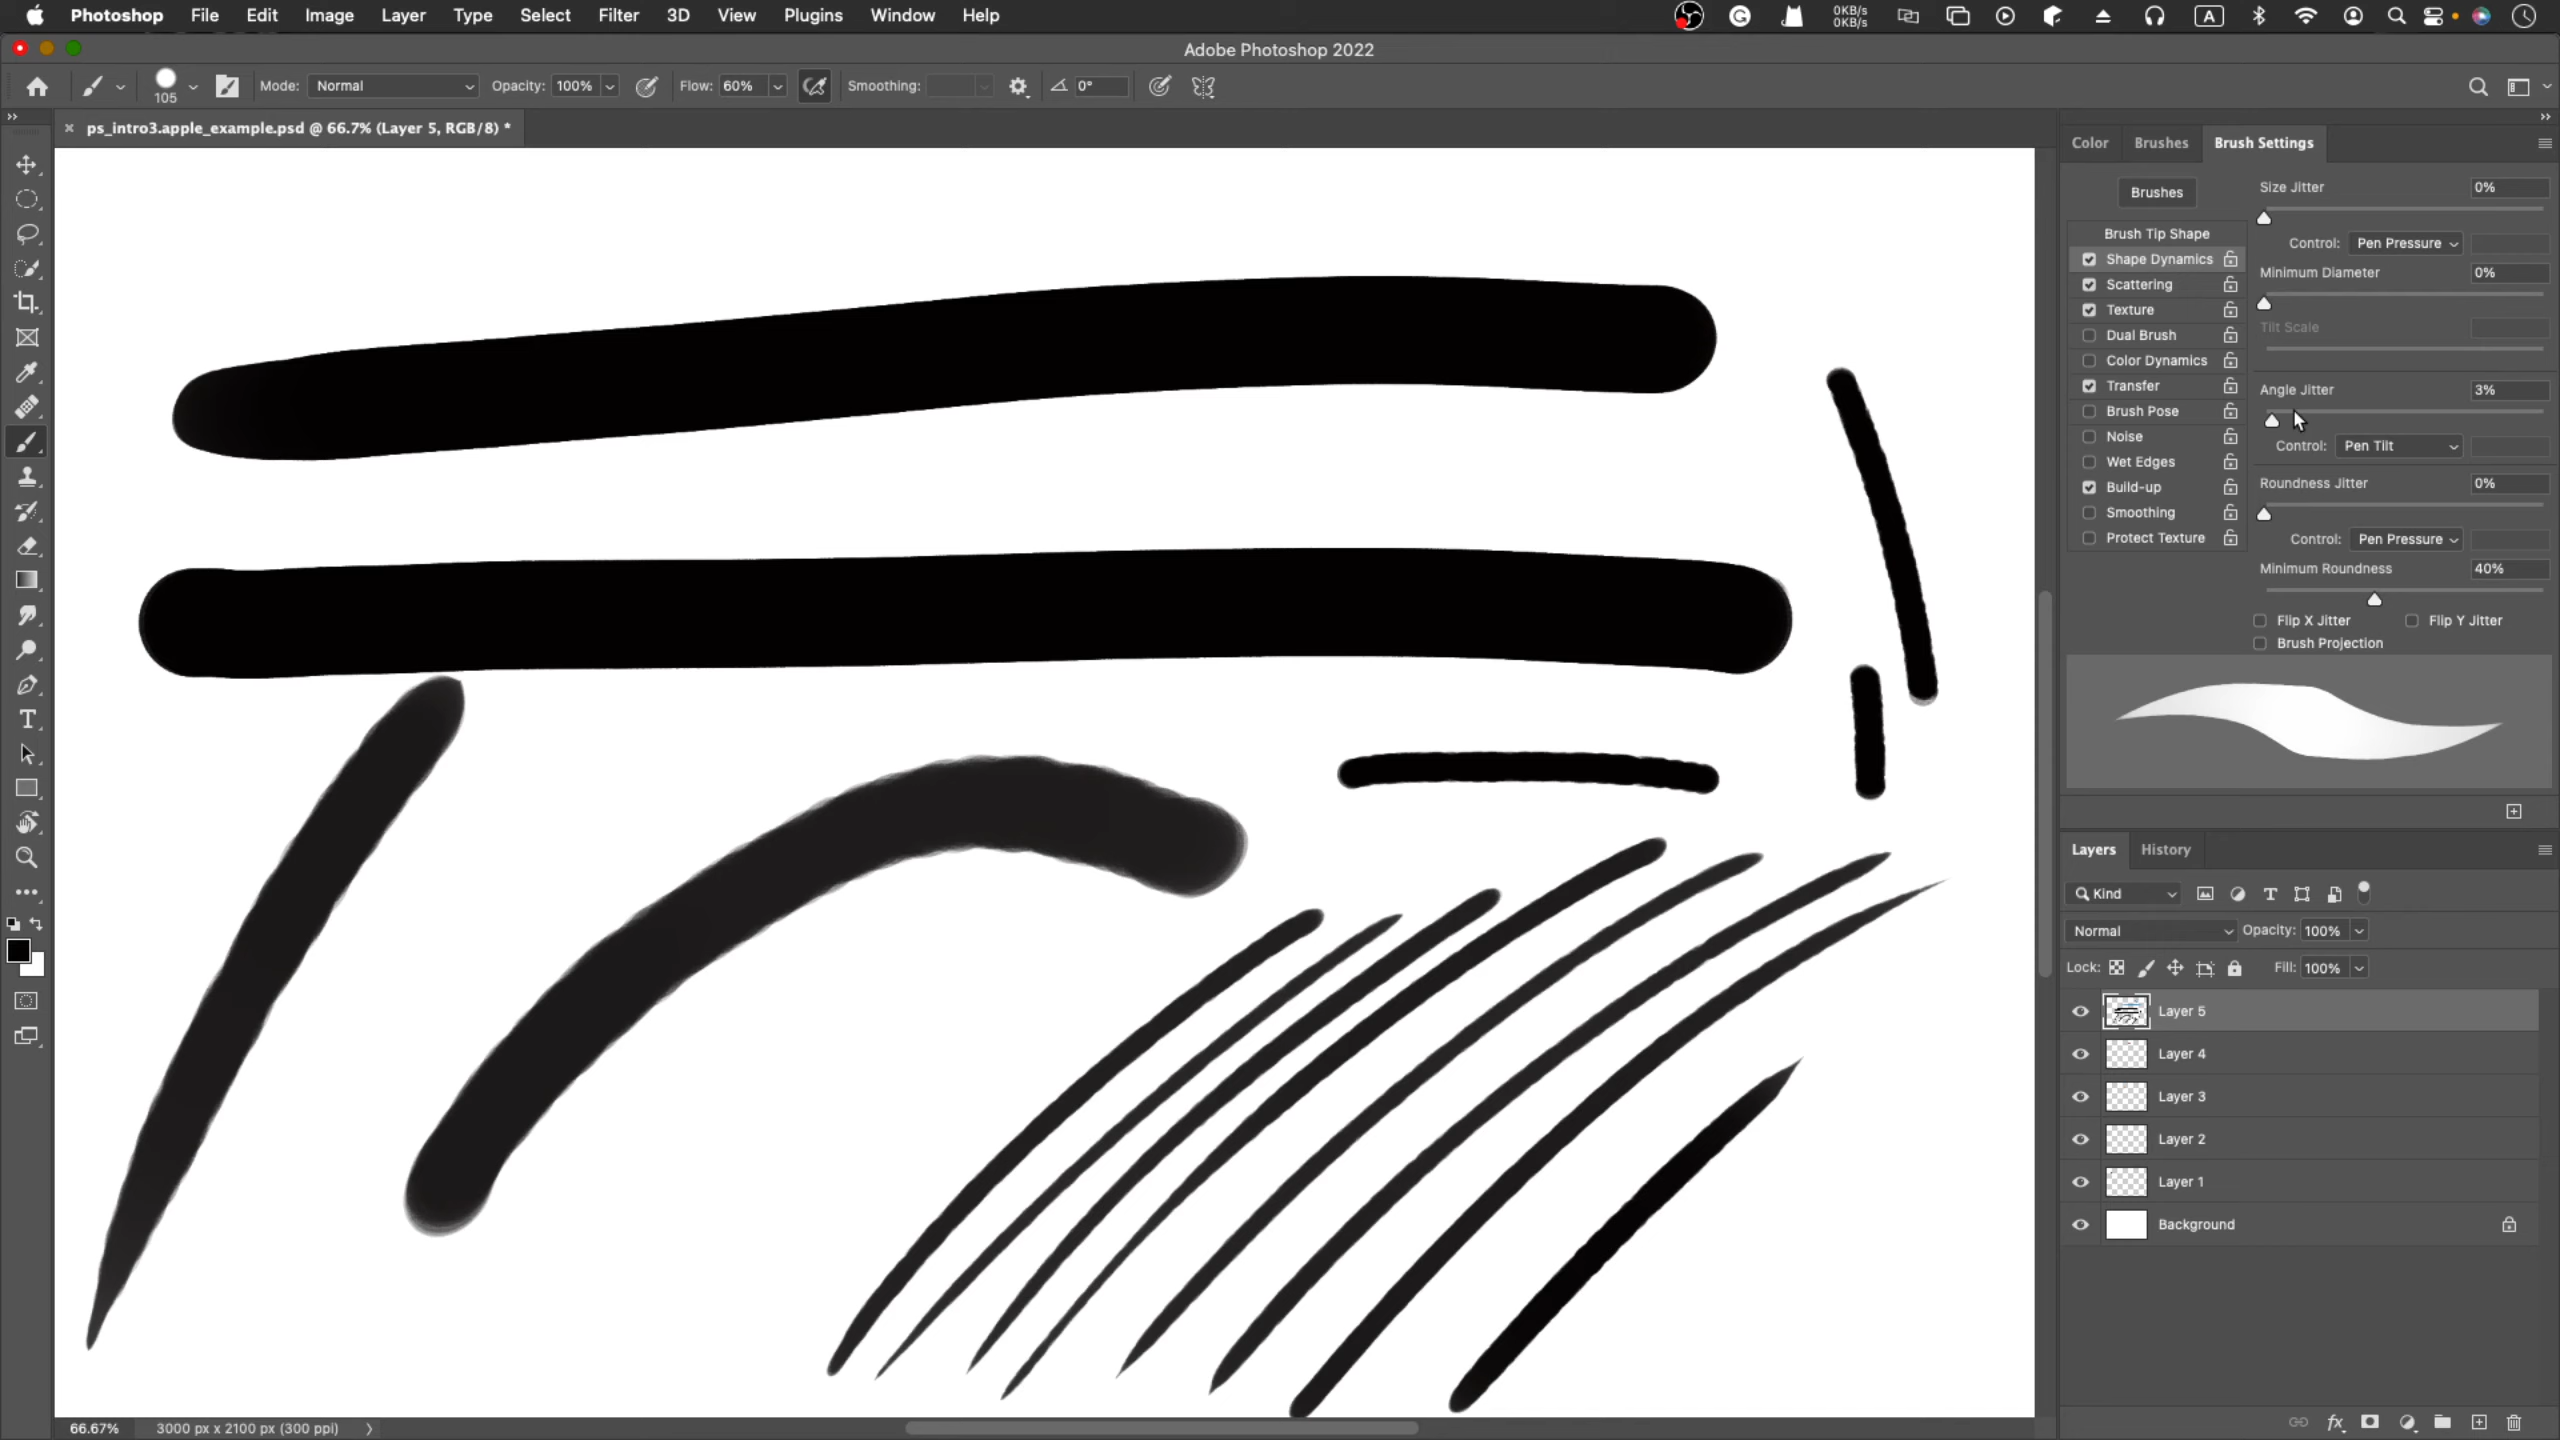 Photoshop File Edit Image Layer Type Select Filter 3D View Plugins Window Help 0KB/s A
0KB/s
Adobe Photoshop 2022
105 Mode: Normal Opacity: 100% Flow: 60% Smoothing: 0°
ps_intro3.apple_example.psd @ 66.7% (Layer 5, RGB/8) *
Color Brushes Brush Settings
Brushes
Brush Tip Shape
Shape Dynamics
Scattering
Texture
Dual Brush
Color Dynamics
Transfer
Brush Pose
Noise
Wet Edges
Build-up
Smoothing
Protect Texture
Size Jitter 0%
Control: Pen Pressure
Minimum Diameter 0%
Tilt Scale
Angle Jitter 3%
Control: Pen Tilt
Roundness Jitter 0%
Control: Pen Pressure
Minimum Roundness 40%
Flip X Jitter Flip Y Jitter
Brush Projection
Layers History
Kind
Normal Opacity: 100%
Lock: Fill: 100%
Layer 5
Layer 4
Layer 3
Layer 2
Layer 1
Background
66.67% 3000 px x 2100 px (300 ppi)